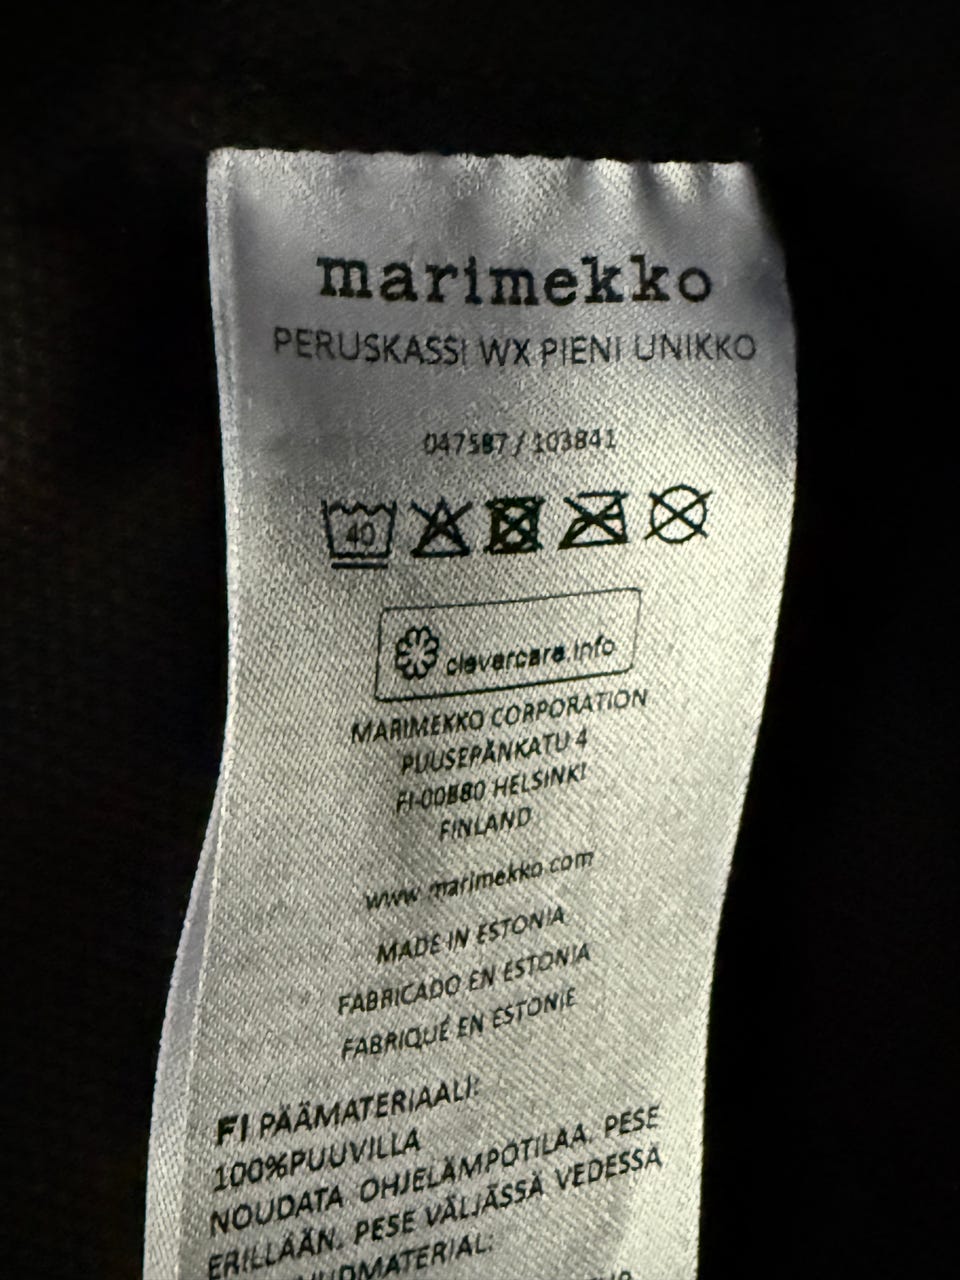 marimekko
PERUSKASSI WX PIENI UNIKKO
047587 / 103841
40
clevercare.info
MARIMEKKO CORPORATION
PUUSEPÄNKATU 4
FI-00880 HELSINKI
FINLAND
www.marimekko.com
MADE IN ESTONIA
FABRICADO EN ESTONIA
FABRIQUÉ EN ESTONIE
FI PÄÄMATERIAALI:
100%PUUVILLA
NOUDATA OHJELÄMPÖTILAA. PESE
ERILLÄÄN. PESE VÄLJÄSSÄ VEDESSÄ